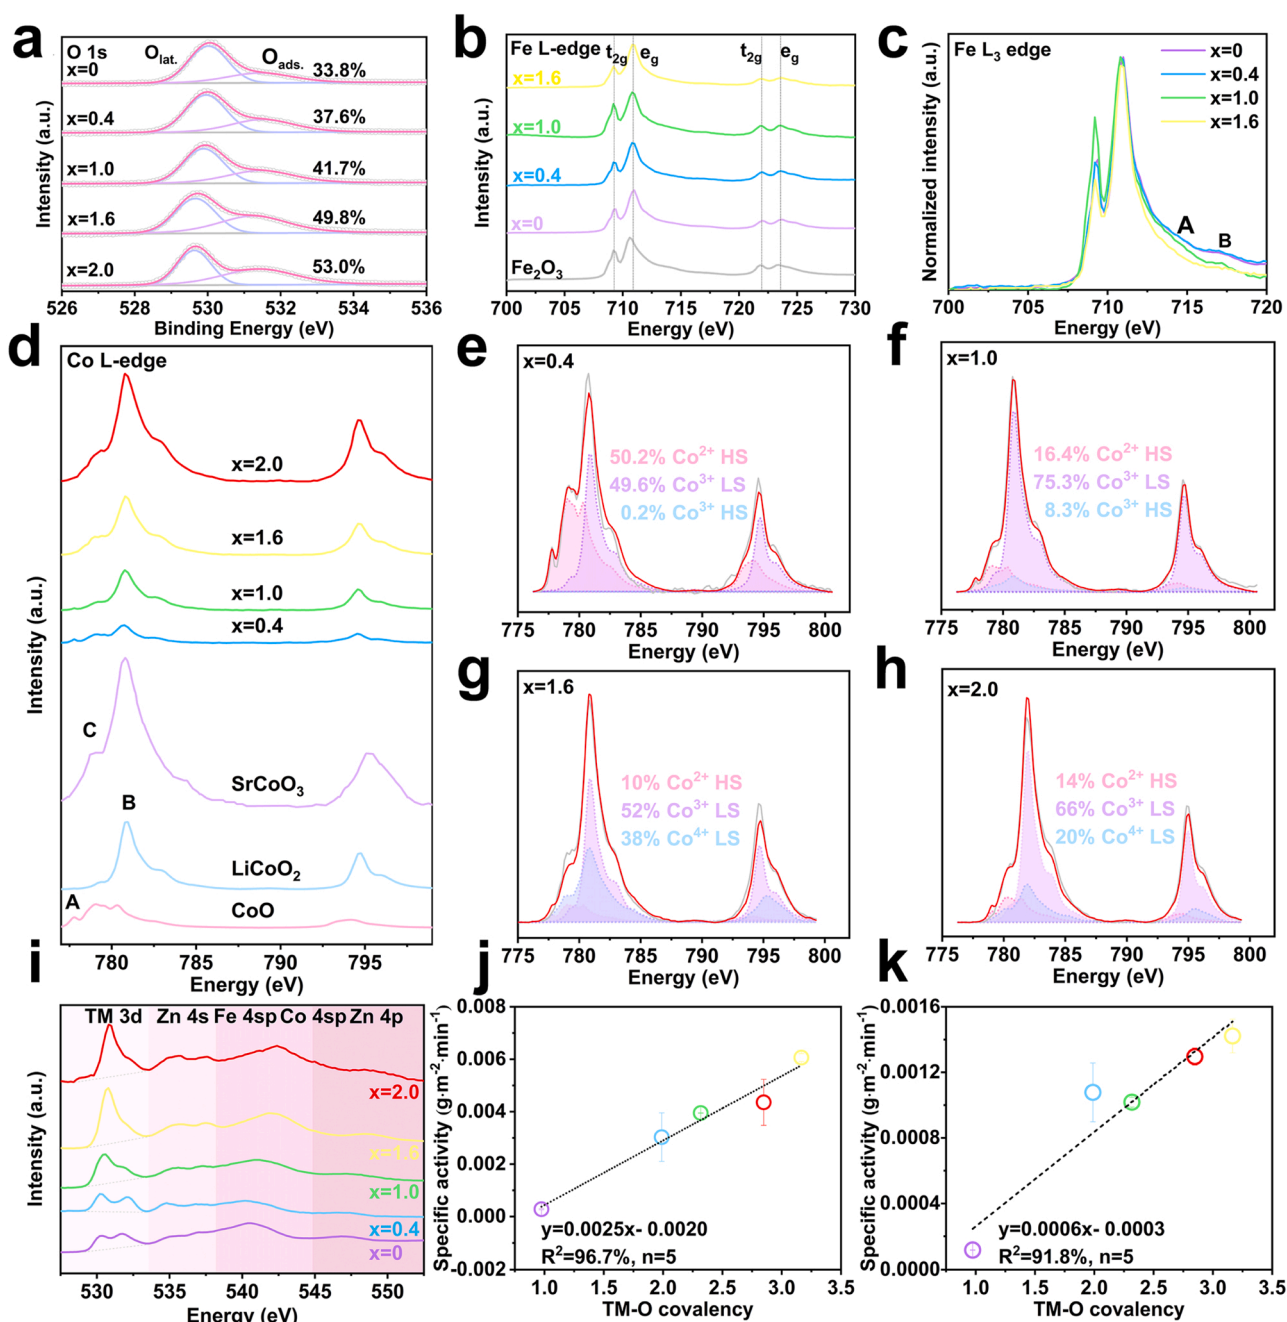 a
O 1s
O_lat.
O_ads.
x=0
33.8%
x=0.4
37.6%
x=1.0
41.7%
x=1.6
49.8%
x=2.0
53.0%
Intensity (a.u.)
526 528 530 532 534 536
Binding Energy (eV)
b
Fe L-edge
t2g
eg
t2g
eg
x=1.6
x=1.0
x=0.4
x=0
Fe2O3
Intensity (a.u.)
700 710 720 730
Energy (eV)
c
Fe L3 edge
x=0
x=0.4
x=1.0
x=1.6
A
B
Normalized intensity (a.u.)
700 705 710 715 720
Energy (eV)
d
Co L-edge
x=2.0
x=1.6
x=1.0
x=0.4
C
SrCoO3
B
LiCoO2
A
CoO
Intensity (a.u.)
780 785 790 795
Energy (eV)
e
x=0.4
50.2% Co2+ HS
49.6% Co3+ LS
0.2% Co3+ HS
775 780 785 790 795 800
Energy (eV)
f
x=1.0
16.4% Co2+ HS
75.3% Co3+ LS
8.3% Co3+ HS
775 780 785 790 795 800
Energy (eV)
g
x=1.6
10% Co2+ HS
52% Co3+ LS
38% Co4+ LS
775 780 785 790 795 800
Energy (eV)
h
x=2.0
14% Co2+ HS
66% Co3+ LS
20% Co4+ LS
775 780 785 790 795 800
Energy (eV)
i
TM 3d Zn 4s Fe 4sp Co 4sp Zn 4p
x=2.0
x=1.6
x=1.0
x=0.4
x=0
Intensity (a.u.)
530 535 540 545 550
Energy (eV)
j
0.008
0.006
0.004
0.002
0.000
-0.002
Specific activity (g·m-2·min-1)
y=0.0025x- 0.0020
R2=96.7%, n=5
1.0 1.5 2.0 2.5 3.0 3.5
TM-O covalency
k
0.0016
0.0012
0.0008
0.0004
0.0000
Specific activity (g·m-2·min-1)
y=0.0006x- 0.0003
R2=91.8%, n=5
1.0 1.5 2.0 2.5 3.0 3.5
TM-O covalency